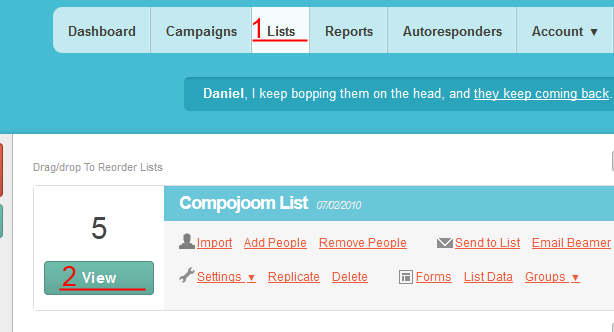 Dashboard Campaigns 1 Lists Reports Autoresponders Account ▼
Daniel, I keep bopping them on the head, and they keep coming back.
Drag/drop To Reorder Lists
5
2 View
Compojoom List 07/02/2010
Import Add People Remove People Send to List Email Beamer
Settings ▼ Replicate Delete Forms List Data Groups ▼